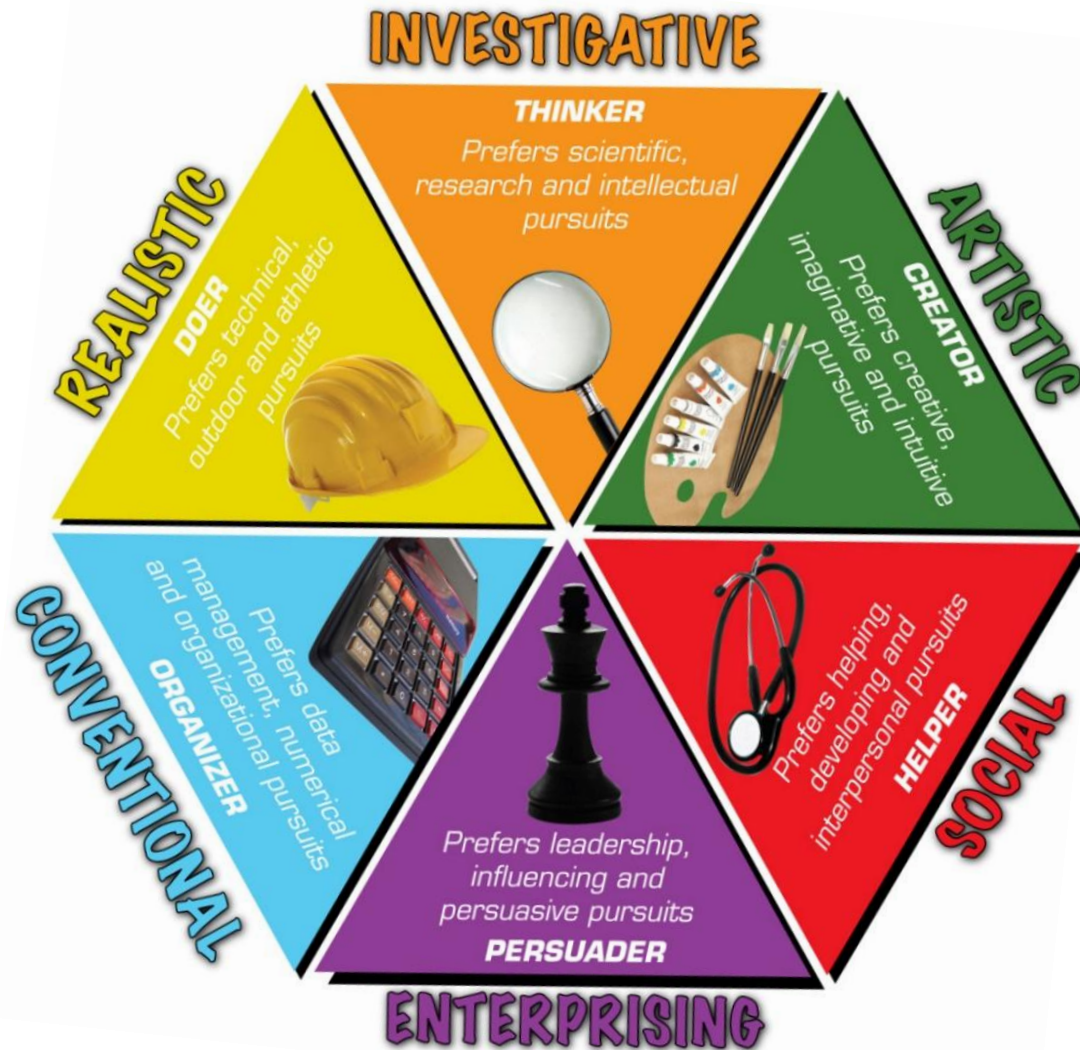 INVESTIGATIVE
THINKER
Prefers scientific,
research and intellectual
pursuits
ARTISTIC
CREATOR
Prefers creative,
imaginative and intuitive
pursuits
SOCIAL
Prefers helping,
developing and
interpersonal pursuits
HELPER
ENTERPRISING
Prefers leadership,
influencing and
persuasive pursuits
PERSUADER
CONVENTIONAL
Prefers data
management, numerical
and organizational pursuits
ORGANIZER
REALISTIC
DOER
Prefers technical,
outdoor and athletic
pursuits